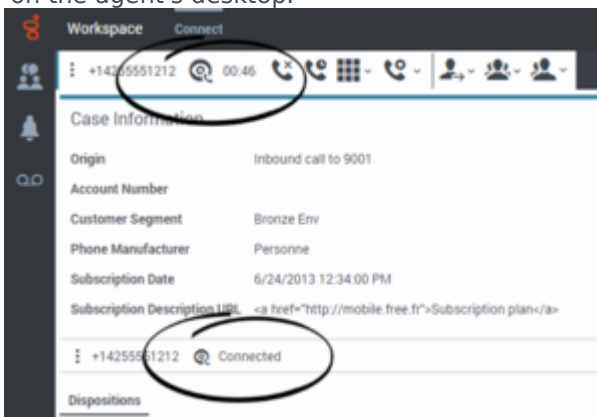 on the agent's desktop.
Workspace Connect
+14255551212 00:46
Case Information
Origin Inbound call to 9001
Account Number
Customer Segment Bronze Env
Phone Manufacturer Personne
Subscription Date 6/24/2013 12:34:00 PM
Subscription Description URL <a href="http://mobile.free.fr">Subscription plan</a>
+14255551212 Connected
Dispositions